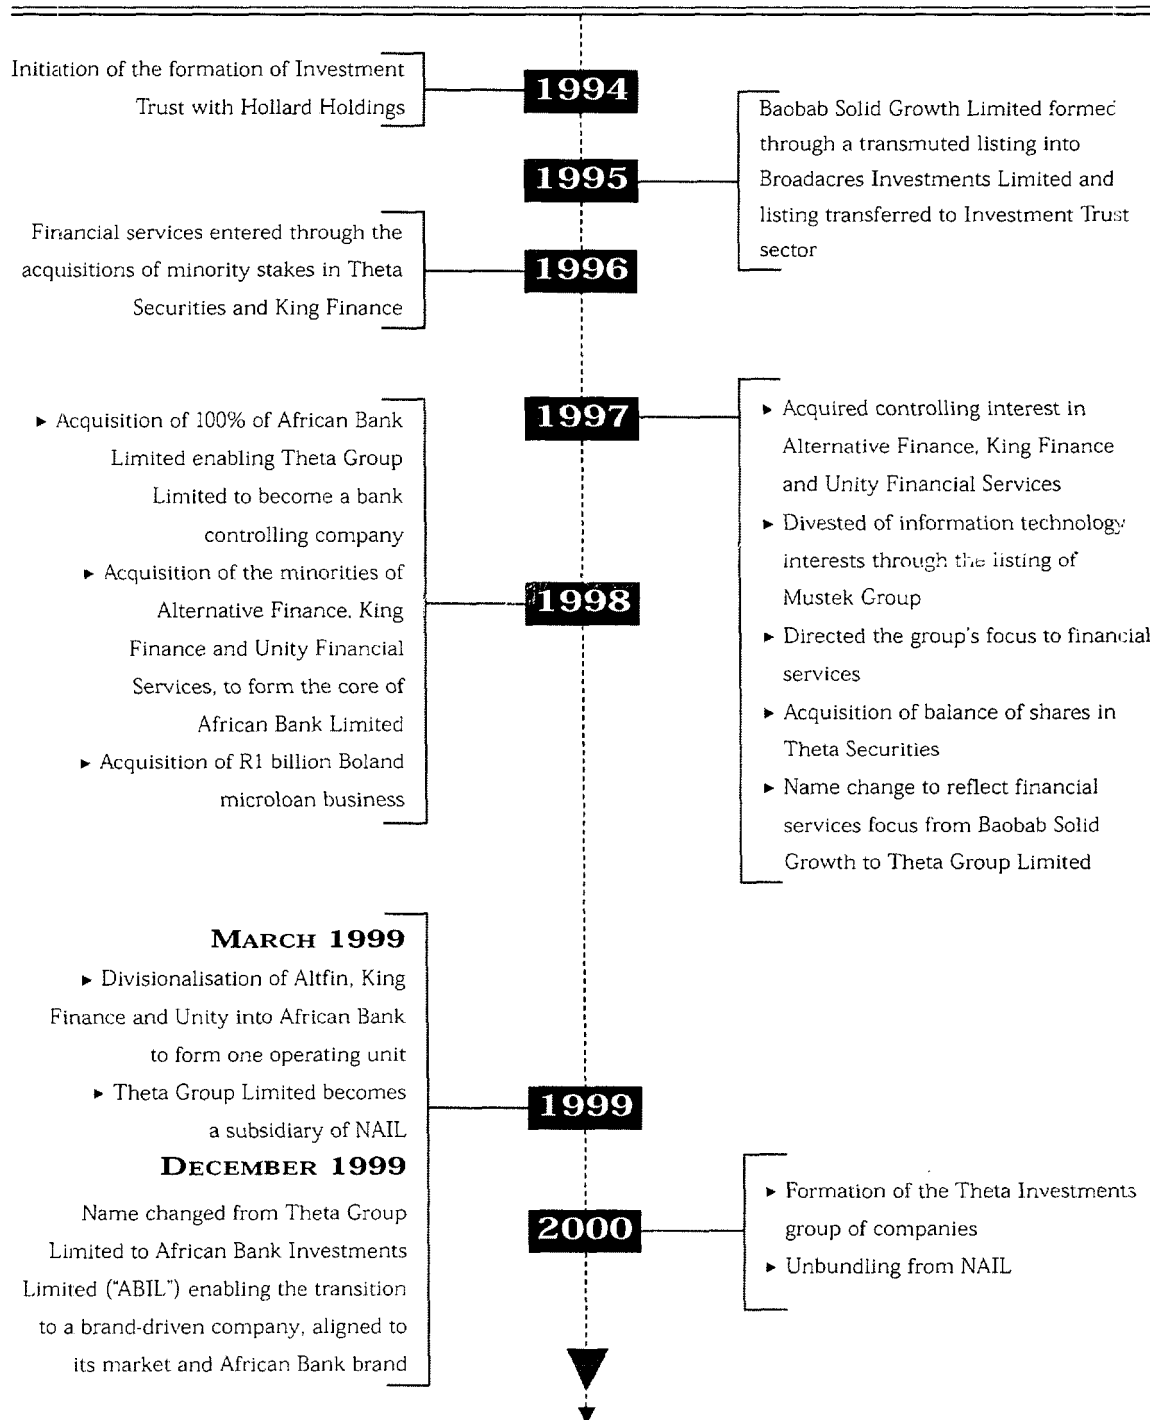 1994
Initiation of the formation of Investment
Trust with Hollard Holdings
1995
Baobab Solid Growth Limited formed
through a transmuted listing into
Broadacres Investments Limited and
listing transferred to Investment Trust
sector
1996
Financial services entered through the
acquisitions of minority stakes in Theta
Securities and King Finance
1997
▸ Acquired controlling interest in
Alternative Finance, King Finance
and Unity Financial Services
▸ Divested of information technology
interests through the listing of
Mustek Group
▸ Directed the group's focus to financial
services
▸ Acquisition of balance of shares in
Theta Securities
▸ Name change to reflect financial
services focus from Baobab Solid
Growth to Theta Group Limited
1998
▸ Acquisition of 100% of African Bank
Limited enabling Theta Group
Limited to become a bank
controlling company
▸ Acquisition of the minorities of
Alternative Finance, King
Finance and Unity Financial
Services, to form the core of
African Bank Limited
▸ Acquisition of R1 billion Boland
microloan business
1999
MARCH 1999
▸ Divisionalisation of Altfin, King
Finance and Unity into African Bank
to form one operating unit
▸ Theta Group Limited becomes
a subsidiary of NAIL
DECEMBER 1999
Name changed from Theta Group
Limited to African Bank Investments
Limited ("ABIL") enabling the transition
to a brand-driven company, aligned to
its market and African Bank brand
2000
▸ Formation of the Theta Investments
group of companies
▸ Unbundling from NAIL